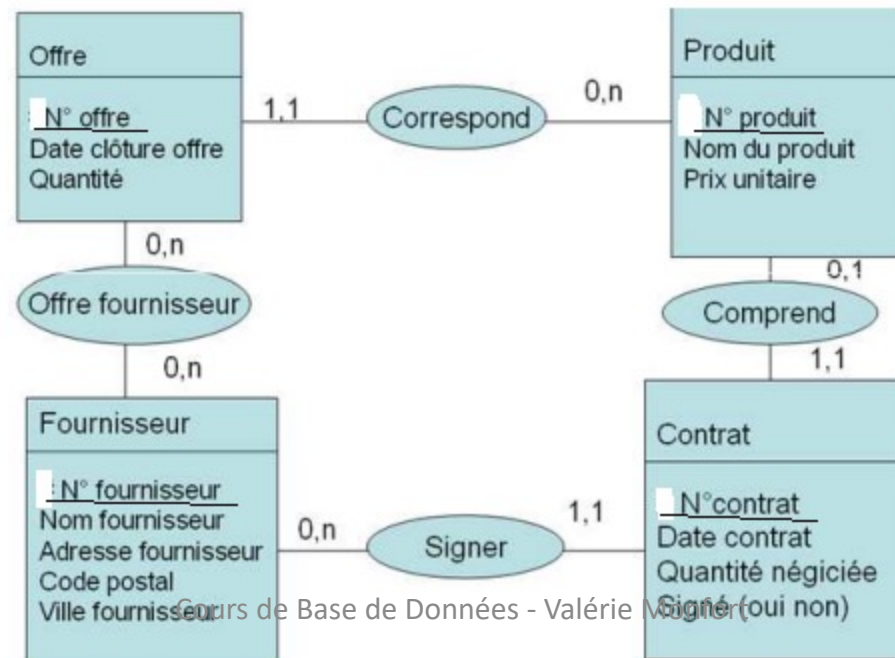 Offre
N° offre
Date clôture offre
Quantité
1,1
Correspond
0,n
Produit
N° produit
Nom du produit
Prix unitaire
0,n
Offre fournisseur
0,n
0,1
Comprend
1,1
Fournisseur
N° fournisseur
Nom fournisseur
Adresse fournisseur
Code postal
Ville fournisseur
0,n
Signer
1,1
Contrat
N°contrat
Date contrat
Quantité négiciée
Signé (oui non)
Cours de Base de Données - Valérie Monfort